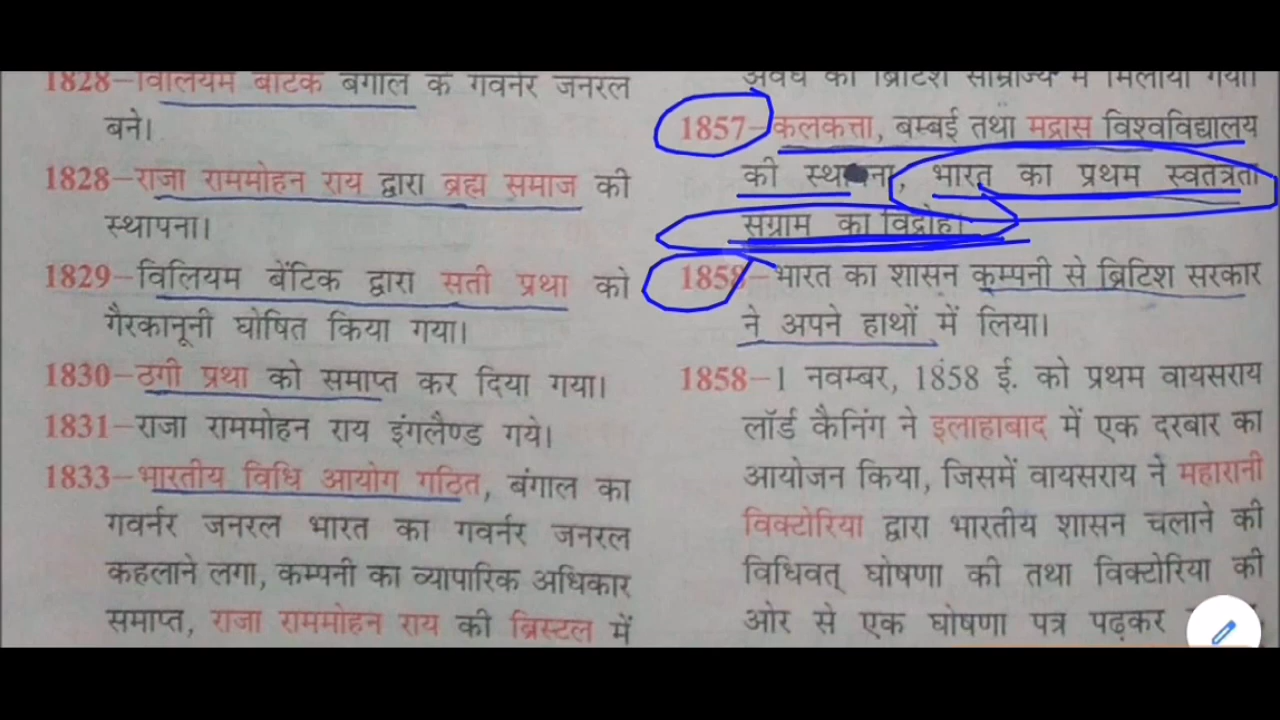 1828–विलियम बेंटिक बंगाल के गवर्नर जनरल
बने।
1828–राजा राममोहन राय द्वारा ब्रह्म समाज की
स्थापना।
1829–विलियम बेंटिक द्वारा सती प्रथा को
गैरकानूनी घोषित किया गया।
1830–ठगी प्रथा को समाप्त कर दिया गया।
1831–राजा राममोहन राय इंगलैण्ड गये।
1833–भारतीय विधि आयोग गठित, बंगाल का
गवर्नर जनरल भारत का गवर्नर जनरल
कहलाने लगा, कम्पनी का व्यापारिक अधिकार
समाप्त, राजा राममोहन राय की ब्रिस्टल में
अवध को ब्रिटिश साम्राज्य में मिलाया गया।
1857–कलकत्ता, बम्बई तथा मद्रास विश्वविद्यालय
की स्थापना, भारत का प्रथम स्वतंत्रता
संग्राम का विद्रोह।
1858–भारत का शासन कम्पनी से ब्रिटिश सरकार
ने अपने हाथों में लिया।
1858–1 नवम्बर, 1858 ई. को प्रथम वायसराय
लॉर्ड कैनिंग ने इलाहाबाद में एक दरबार का
आयोजन किया, जिसमें वायसराय ने महारानी
विक्टोरिया द्वारा भारतीय शासन चलाने की
विधिवत् घोषणा की तथा विक्टोरिया की
ओर से एक घोषणा पत्र पढ़कर